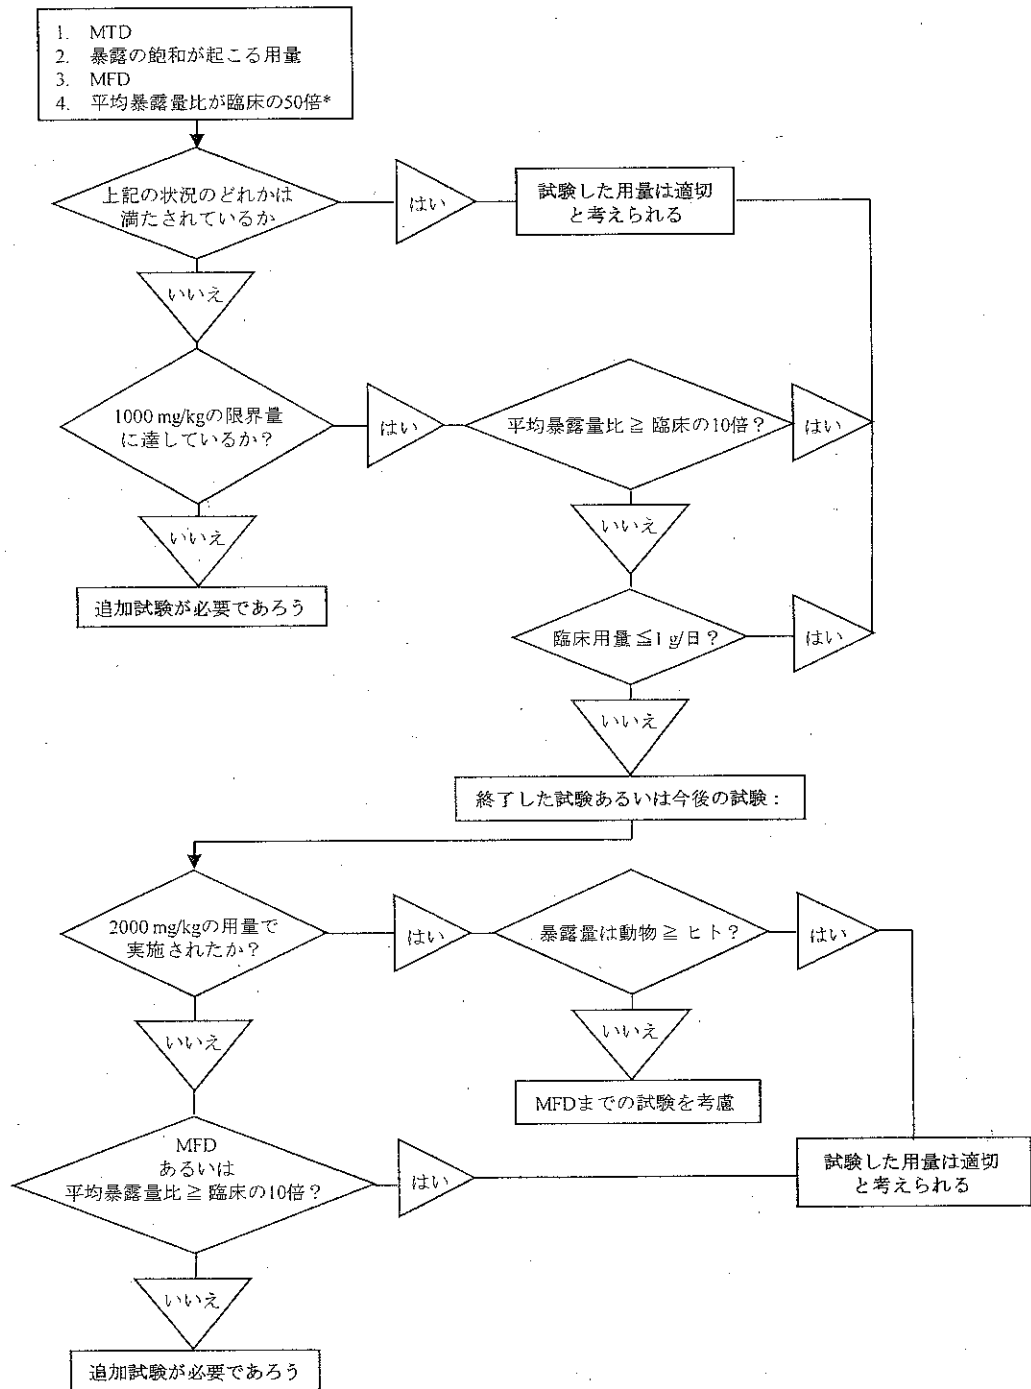 1. MTD
2. 暴露の飽和が起こる用量
3. MFD
4. 平均暴露量比が臨床の50倍*
上記の状況のどれかは
満たされているか
はい
試験した用量は適切
と考えられる
いいえ
1000 mg/kgの限界量
に達しているか？
はい
平均暴露量比 ≧ 臨床の10倍？
はい
いいえ
いいえ
追加試験が必要であろう
臨床用量 ≦1 g/日？
はい
いいえ
終了した試験あるいは今後の試験：
2000 mg/kgの用量で
実施されたか？
はい
暴露量は動物 ≧ ヒト？
はい
いいえ
いいえ
MFDまでの試験を考慮
MFD
あるいは
平均暴露量比 ≧ 臨床の10倍？
はい
試験した用量は適切
と考えられる
いいえ
追加試験が必要であろう